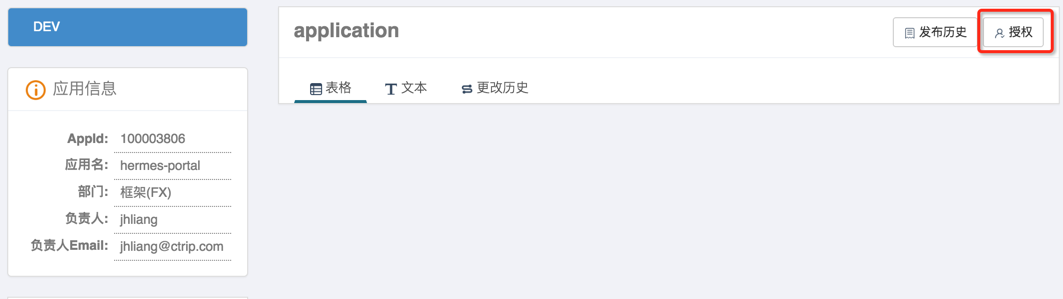 DEV
应用信息
AppId: 100003806
应用名: hermes-portal
部门: 框架(FX)
负责人: jhliang
负责人Email: jhliang@ctrip.com
application
发布历史 授权
表格 文本 更改历史